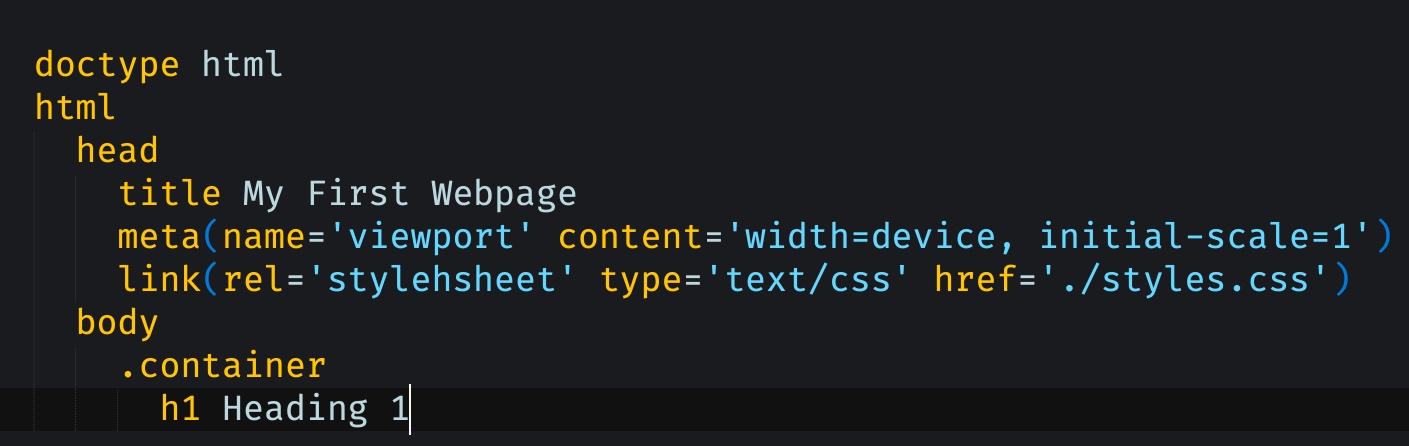 doctype html
html
head
title My First Webpage
meta(name='viewport' content='width=device, initial-scale=1')
link(rel='stylehsheet' type='text/css' href='./styles.css')
body
.container
h1 Heading 1